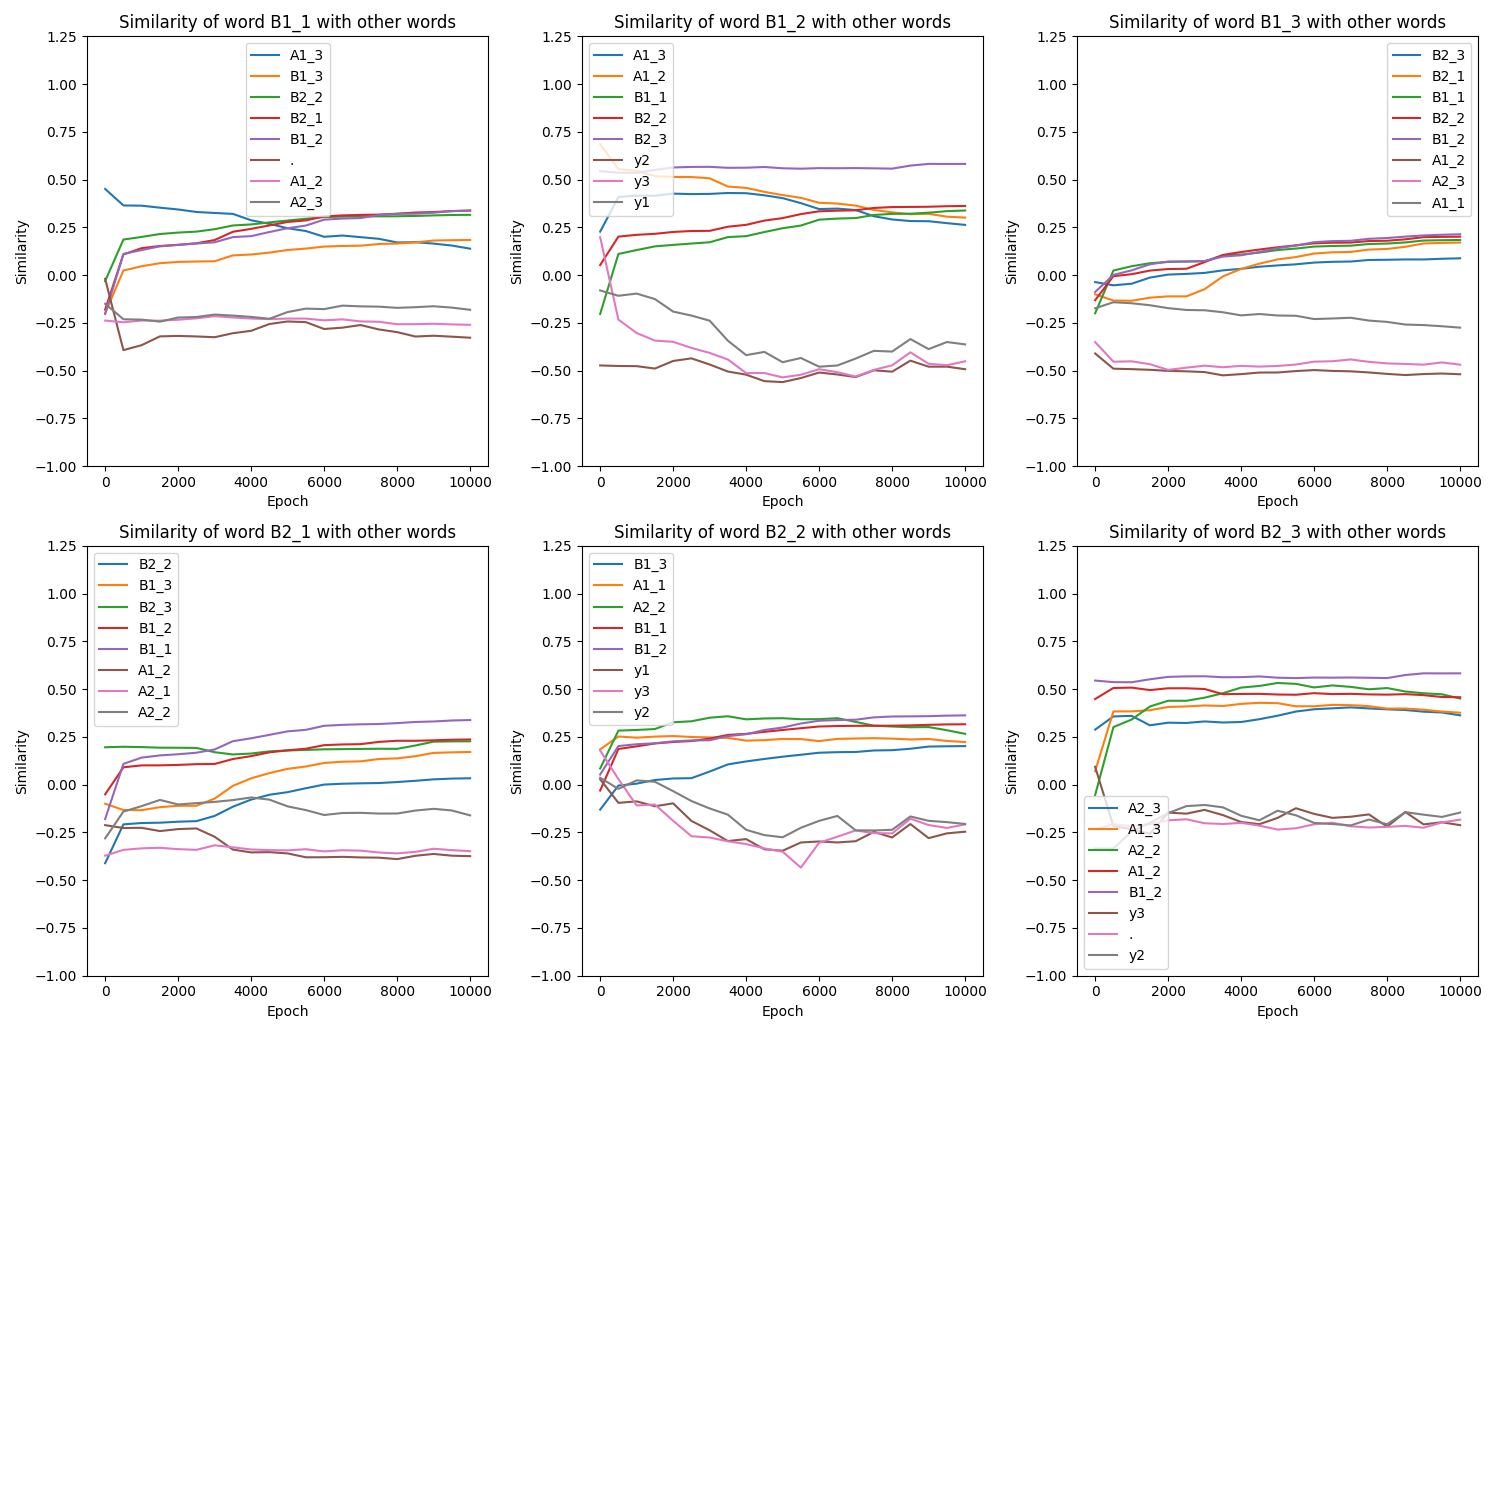 Similarity of word B1_1 with other words
1.25
1.00
0.75
0.50
0.25
0.00
−0.25
−0.50
−0.75
−1.00
Similarity
A1_3
B1_3
B2_2
B2_1
B1_2
.
A1_2
A2_3
0 2000 4000 6000 8000 10000
Epoch
Similarity of word B1_2 with other words
1.25
1.00
0.75
0.50
0.25
0.00
−0.25
−0.50
−0.75
−1.00
Similarity
A1_3
A1_2
B1_1
B2_2
B2_3
y2
y3
y1
0 2000 4000 6000 8000 10000
Epoch
Similarity of word B1_3 with other words
1.25
1.00
0.75
0.50
0.25
0.00
−0.25
−0.50
−0.75
−1.00
Similarity
B2_3
B2_1
B1_1
B2_2
B1_2
A1_2
A2_3
A1_1
0 2000 4000 6000 8000 10000
Epoch
Similarity of word B2_1 with other words
1.25
1.00
0.75
0.50
0.25
0.00
−0.25
−0.50
−0.75
−1.00
Similarity
B2_2
B1_3
B2_3
B1_2
B1_1
A1_2
A2_1
A2_2
0 2000 4000 6000 8000 10000
Epoch
Similarity of word B2_2 with other words
1.25
1.00
0.75
0.50
0.25
0.00
−0.25
−0.50
−0.75
−1.00
Similarity
B1_3
A1_1
A2_2
B1_1
B1_2
y1
y3
y2
0 2000 4000 6000 8000 10000
Epoch
Similarity of word B2_3 with other words
1.25
1.00
0.75
0.50
0.25
0.00
−0.25
−0.50
−0.75
−1.00
Similarity
A2_3
A1_3
A2_2
A1_2
B1_2
y3
.
y2
0 2000 4000 6000 8000 10000
Epoch